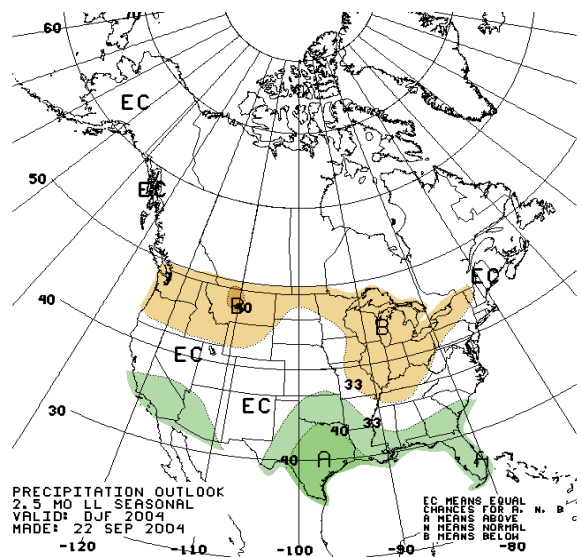 60
EC
50
EC
EC
40
B 40
B
EC
33
EC
30
33
40
40
A
A
PRECIPITATION OUTLOOK
2.5 MO LL SEASONAL
VALID: DJF 2004
MADE: 22 SEP 2004
EC MEANS EQUAL
CHANCES FOR A, N, B
A MEANS ABOVE
N MEANS NORMAL
B MEANS BELOW
-120
-110
-100
-90
-80